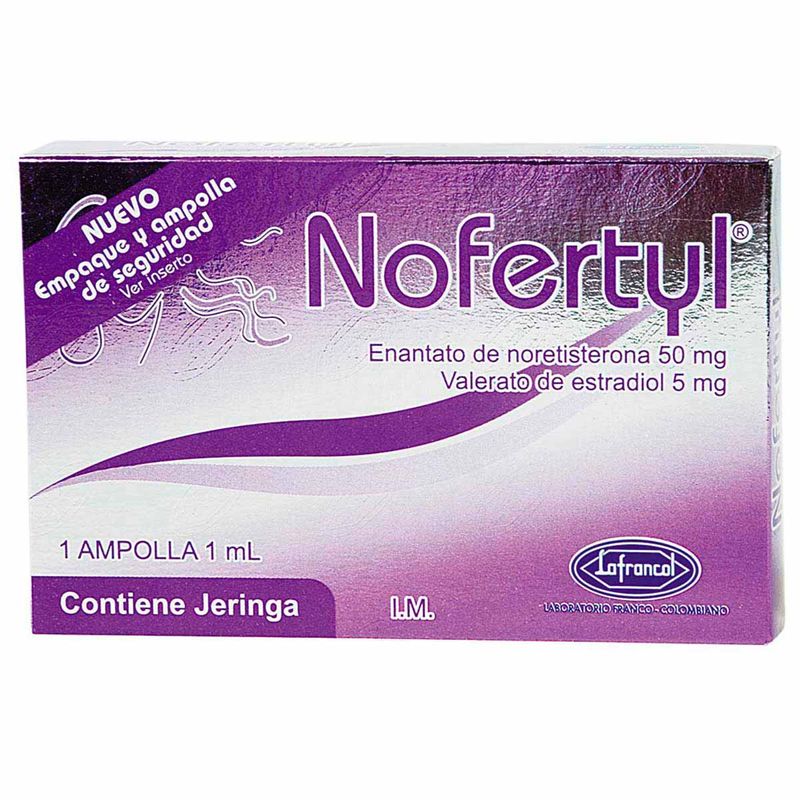 NUEVO
Empaque y ampolla
de seguridad
Ver inserto
Nofertyl®
Enantato de noretisterona 50 mg
Valerato de estradiol 5 mg
1 AMPOLLA 1 mL
Contiene Jeringa
I.M.
Lafrancol
LABORATORIO FRANCO-COLOMBIANO
Nofertyl
Nofertyl